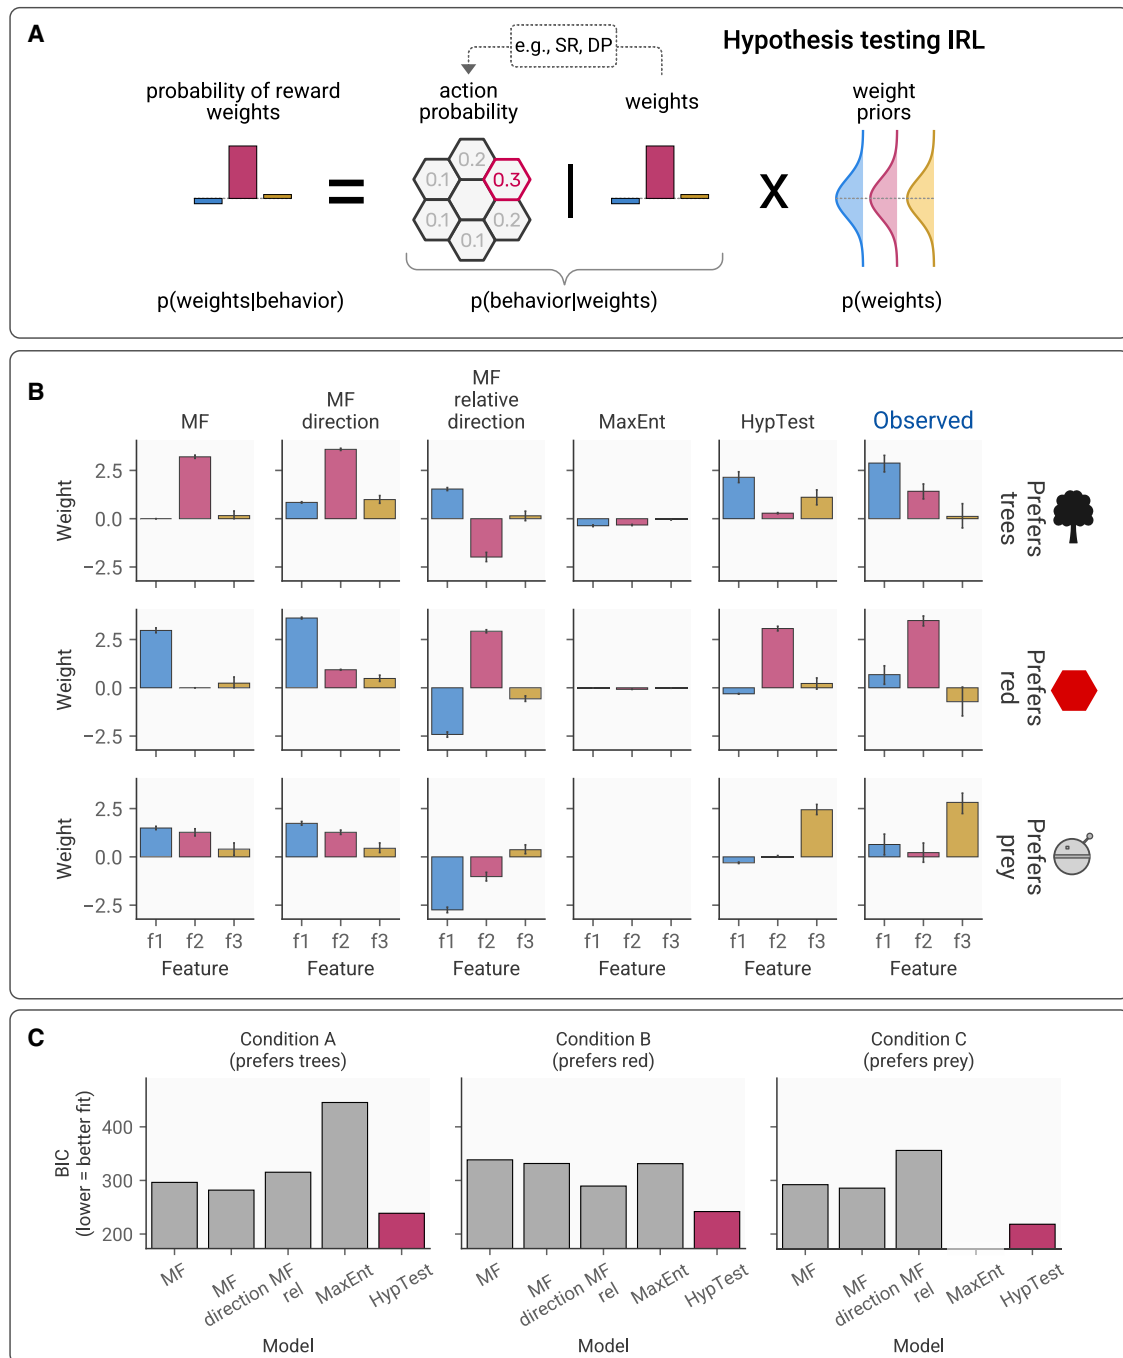 A
Hypothesis testing IRL
e.g., SR, DP
probability of reward
weights
action
probability
weights
weight
priors
0.2
0.1
0.3
0.1
0.2
0.1
=
|
X
p(weights|behavior)
p(behavior|weights)
p(weights)
B
MF
MF
direction
MF
relative
direction
MaxEnt
HypTest
Observed
Weight
2.5
0.0
−2.5
Prefers
trees
Weight
2.5
0.0
−2.5
Prefers
red
Weight
2.5
0.0
−2.5
Prefers
prey
f1 f2 f3 f1 f2 f3 f1 f2 f3 f1 f2 f3 f1 f2 f3 f1 f2 f3
Feature Feature Feature Feature Feature Feature
C
Condition A
(prefers trees)
Condition B
(prefers red)
Condition C
(prefers prey)
BIC
(lower = better fit)
400
300
200
MF
MF
direction
MF
rel
MaxEnt
HypTest
MF
MF
direction
MF
rel
MaxEnt
HypTest
MF
MF
direction
MF
rel
MaxEnt
HypTest
Model
Model
Model